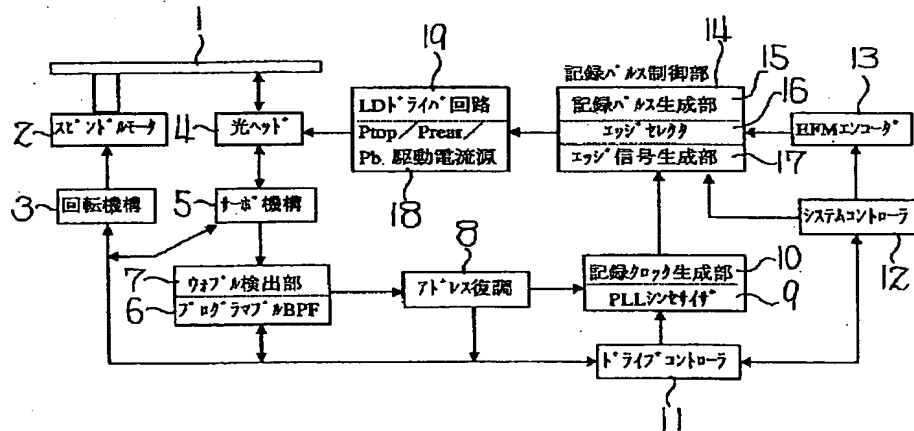 1
19
14
記録パルス制御部
15
13
LDドライバ回路
記録パルス生成部
16
2
スピンドルモータ
4
光ヘッド
Ptop/Preas/
エッジセレクタ
EFMエンコーダ
Pb. 駆動電流源
エッジ信号生成部
17
3
回転機構
5
サーボ機構
18
8
システムコントローラ
12
7
ウォブル検出部
アドレス復調
記録クロック生成部
10
6
プログラマブルBPF
PLLシンセサイザ
9
ドライブコントローラ
11